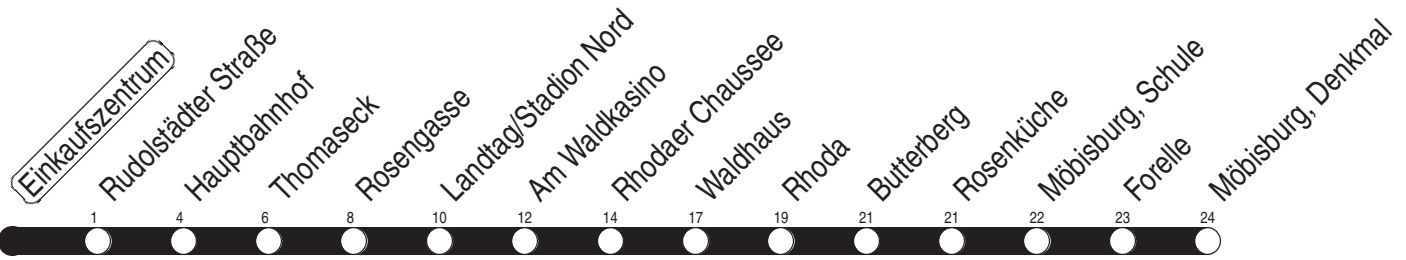 Einkaufszentrum
Rudolstädter Straße
Hauptbahnhof
Thomaseck
Rosengasse
Landtag/Stadion Nord
Am Waldkasino
Rhodaer Chaussee
Waldhaus
Rhoda
Butterberg
Rosenküche
Möbisburg, Schule
Forelle
Möbisburg, Denkmal
1 4 6 8 10 12 14 17 19 21 21 22 23 24